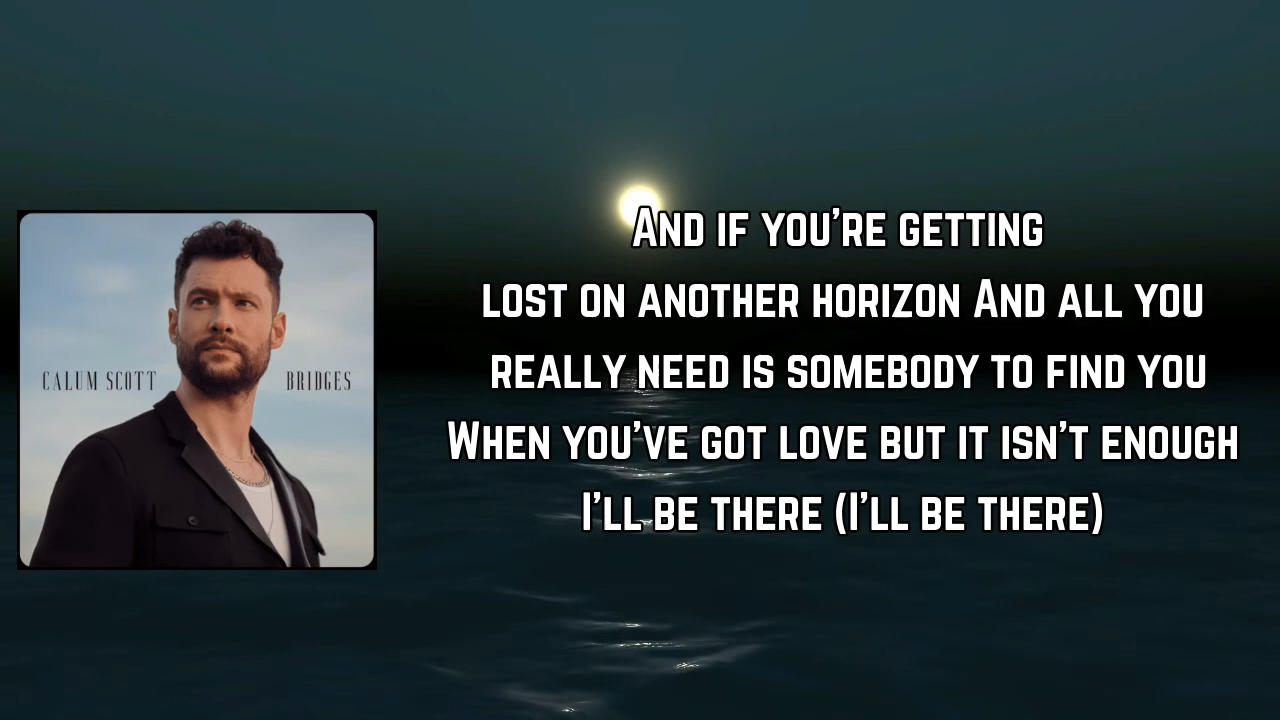 And if you're getting
lost on another horizon And all you
really need is somebody to find you
When you've got love but it isn't enough
I'll be there (I'll be there)
CALUM SCOTT BRIDGES